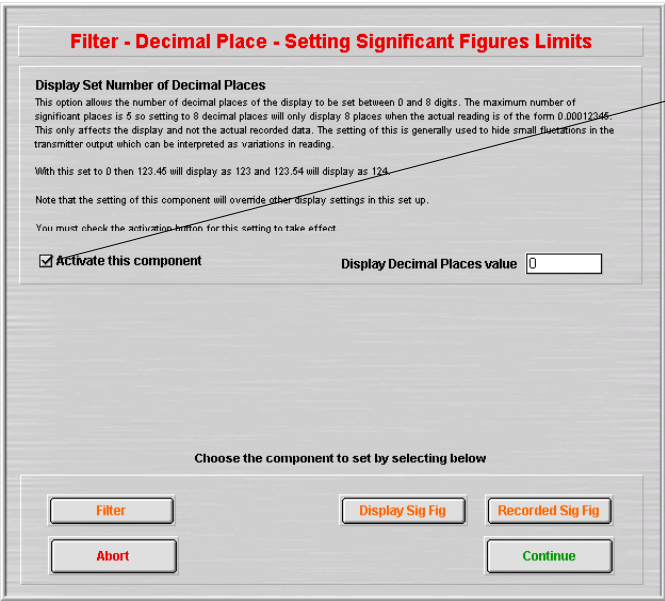 Filter - Decimal Place - Setting Significant Figures Limits
Display Set Number of Decimal Places
This option allows the number of decimal places of the display to be set between 0 and 8 digits. The maximum number of
significant places is 5 so setting to 8 decimal places will only display 8 places when the actual reading is of the form 0.00012345.
This only affects the display and not the actual recorded data. The setting of this is generally used to hide small fluctations in the
transmitter output which can be interpreted as variations in reading.
With this set to 0 then 123.45 will display as 123 and 123.54 will display as 124.
Note that the setting of this component will override other display settings in this set up.
You must check the activation button for this setting to take effect.
Activate this component
Display Decimal Places value 0
Choose the component to set by selecting below
Filter Display Sig Fig Recorded Sig Fig
Abort Continue